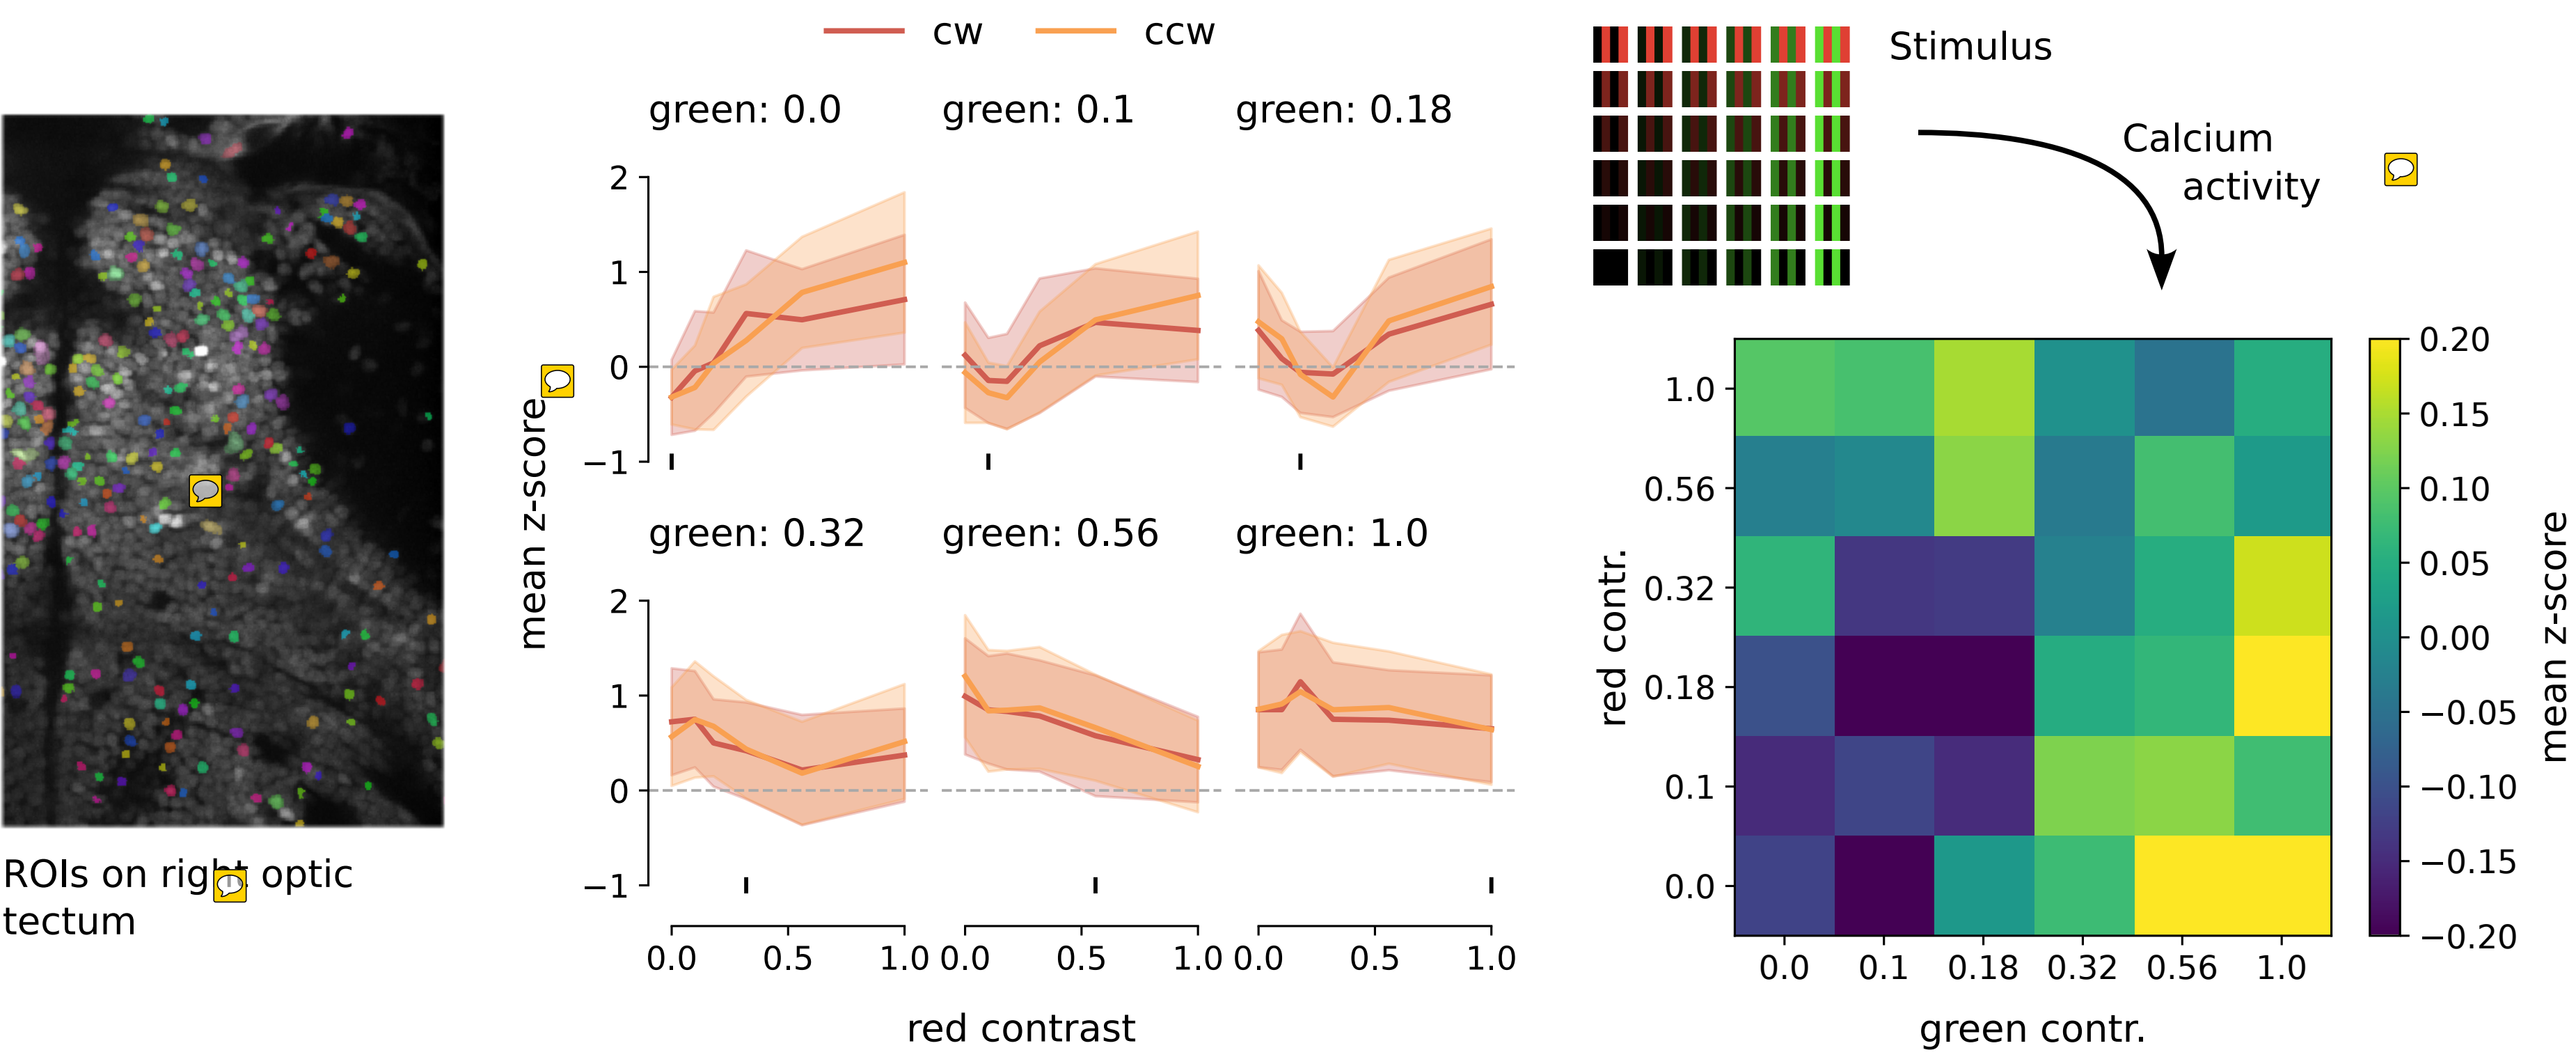 cw
ccw
green: 0.0
green: 0.1
green: 0.18
2
1
0
−1
mean z-score
green: 0.32
green: 0.56
green: 1.0
2
1
0
−1
0.0
0.5
1.0
0.0
0.5
1.0
0.0
0.5
1.0
red contrast
ROIs on right optic
tectum
Stimulus
Calcium
activity
red contr.
1.0
0.56
0.32
0.18
0.1
0.0
0.0
0.1
0.18
0.32
0.56
1.0
green contr.
0.20
0.15
0.10
0.05
0.00
−0.05
−0.10
−0.15
−0.20
mean z-score